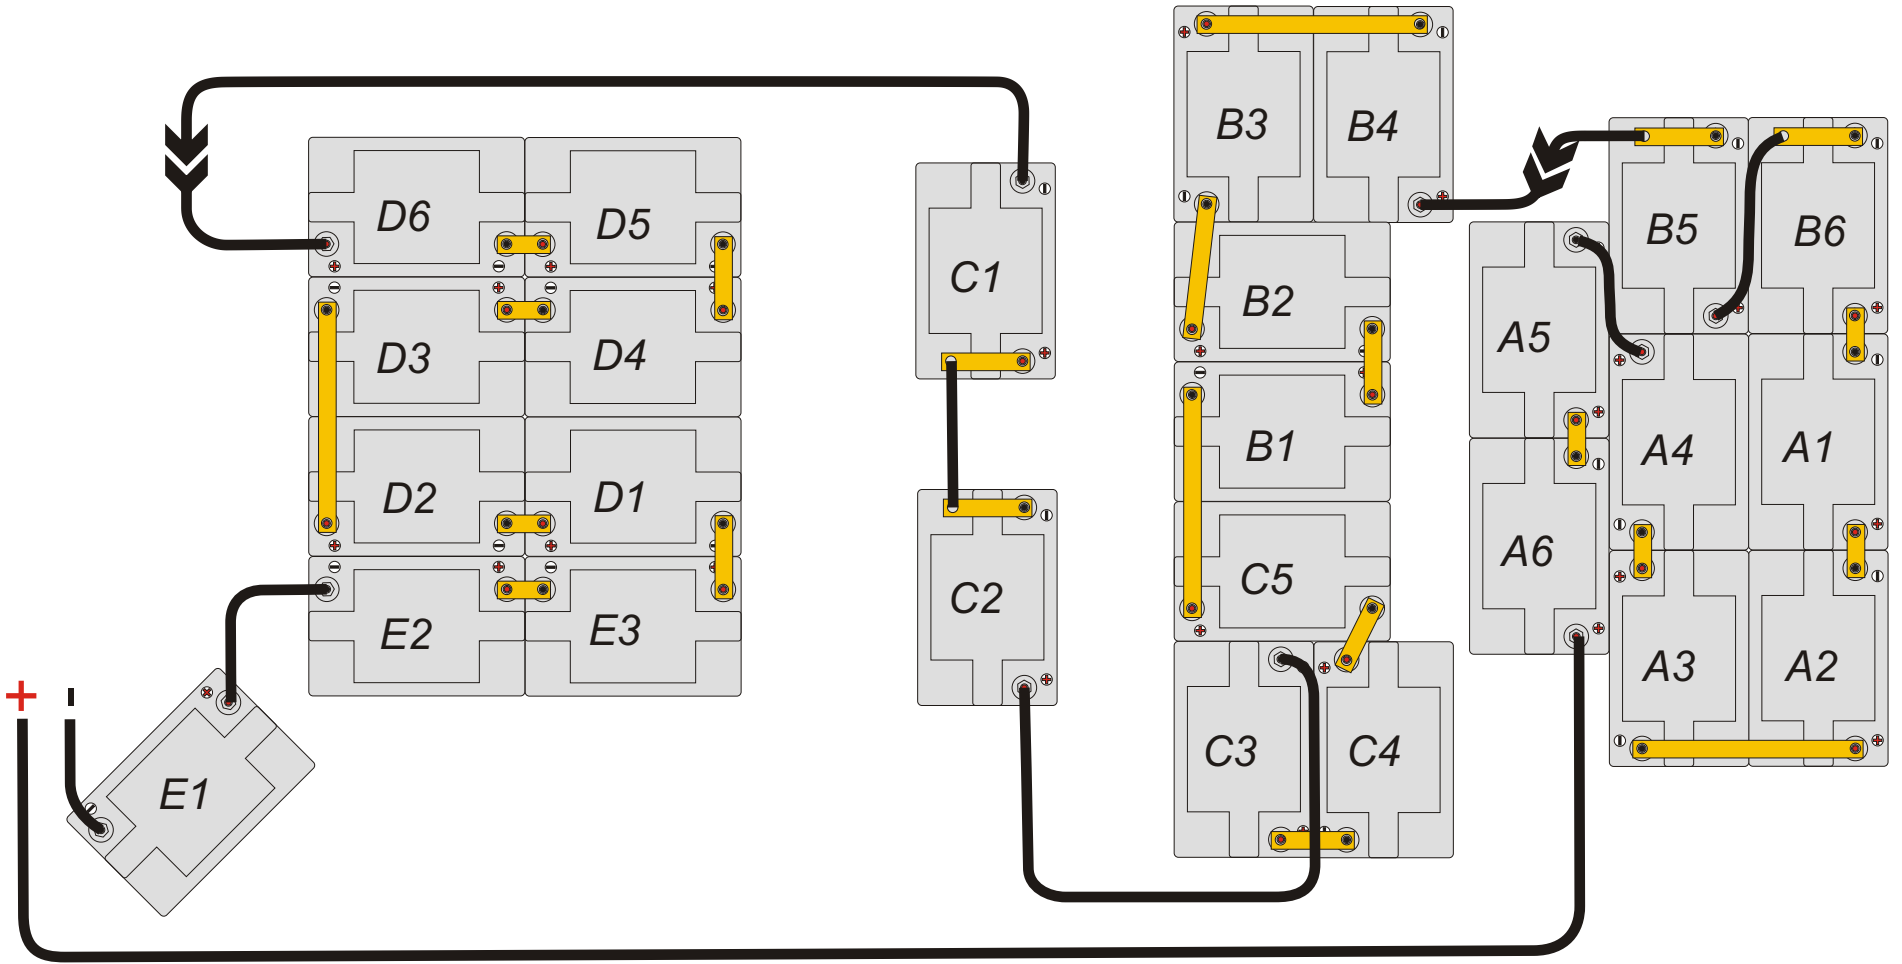 B3 B4
D6 D5
B5 B6
C1
B2
D3 D4
A5
D2 D1
B1
A4 A1
E2 E3
C2
C5
A6
A3 A2
+ -
E1
C3 C4